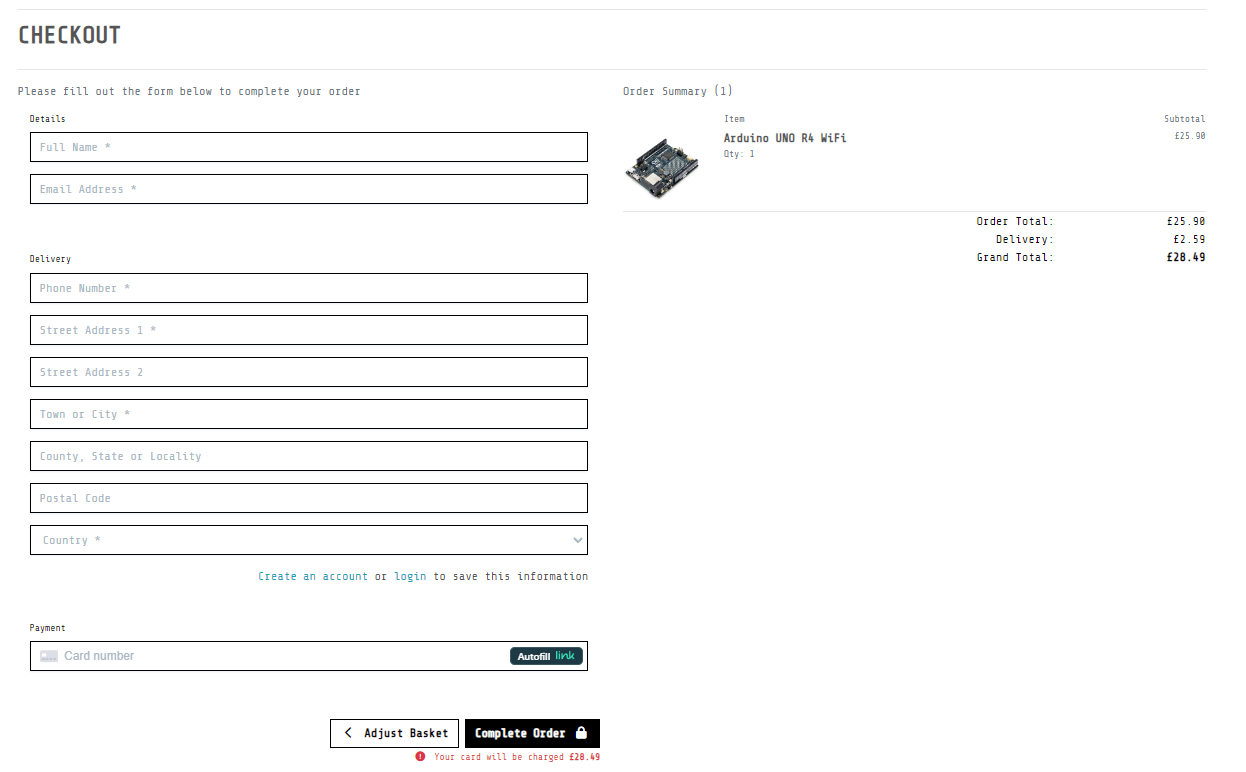 CHECKOUT
Please fill out the form below to complete your order
Details
Full Name *
Email Address *
Delivery
Phone Number *
Street Address 1 *
Street Address 2
Town or City *
County, State or Locality
Postal Code
Country *
Create an account or login to save this information
Payment
Card number Autofill link
Adjust Basket Complete Order
Your card will be charged £28.49
Order Summary (1)
Item Subtotal
Arduino UNO R4 WiFi £25.90
Qty: 1
Order Total: £25.90
Delivery: £2.59
Grand Total: £28.49